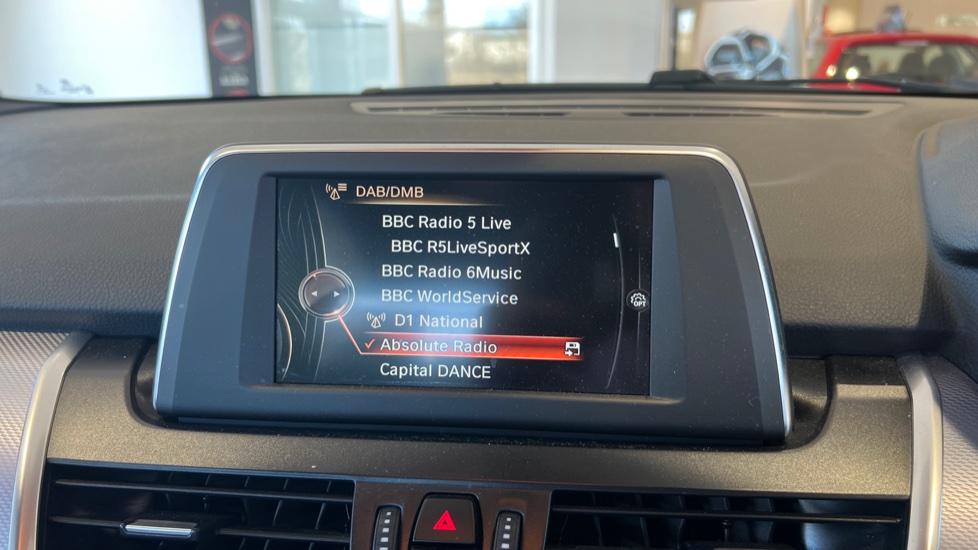 DAB/DMB
BBC Radio 5 Live
BBC R5LiveSportX
BBC Radio 6Music
BBC WorldService
D1 National
Absolute Radio
Capital DANCE
OPT